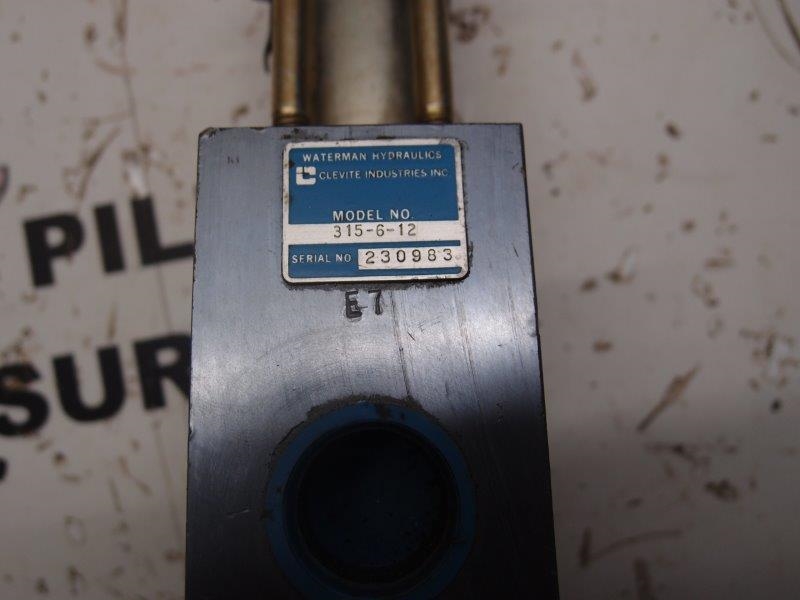 WATERMAN HYDRAULICS
CLEVITE INDUSTRIES INC
MODEL NO.
315-6-12
SERIAL NO 230983
E7
PIL
SUR